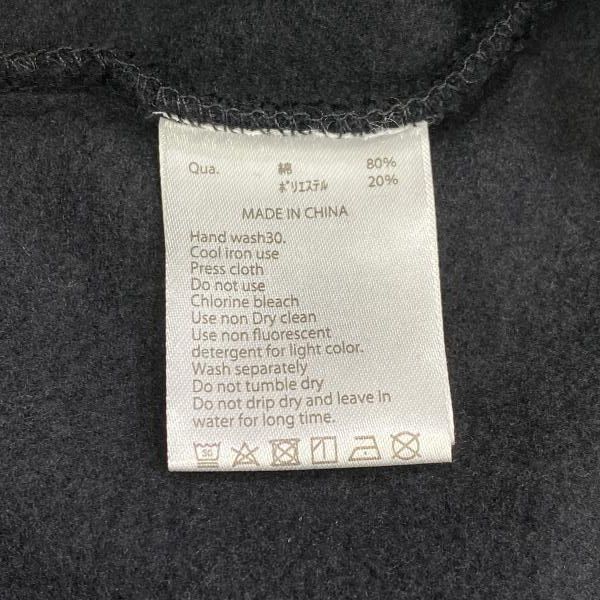 Qua. 綿 80%
ポリエステル 20%
MADE IN CHINA
Hand wash30.
Cool iron use
Press cloth
Do not use
Chlorine bleach
Use non Dry clean
Use non fluorescent
detergent for light color.
Wash separately
Do not tumble dry
Do not drip dry and leave in
water for long time.